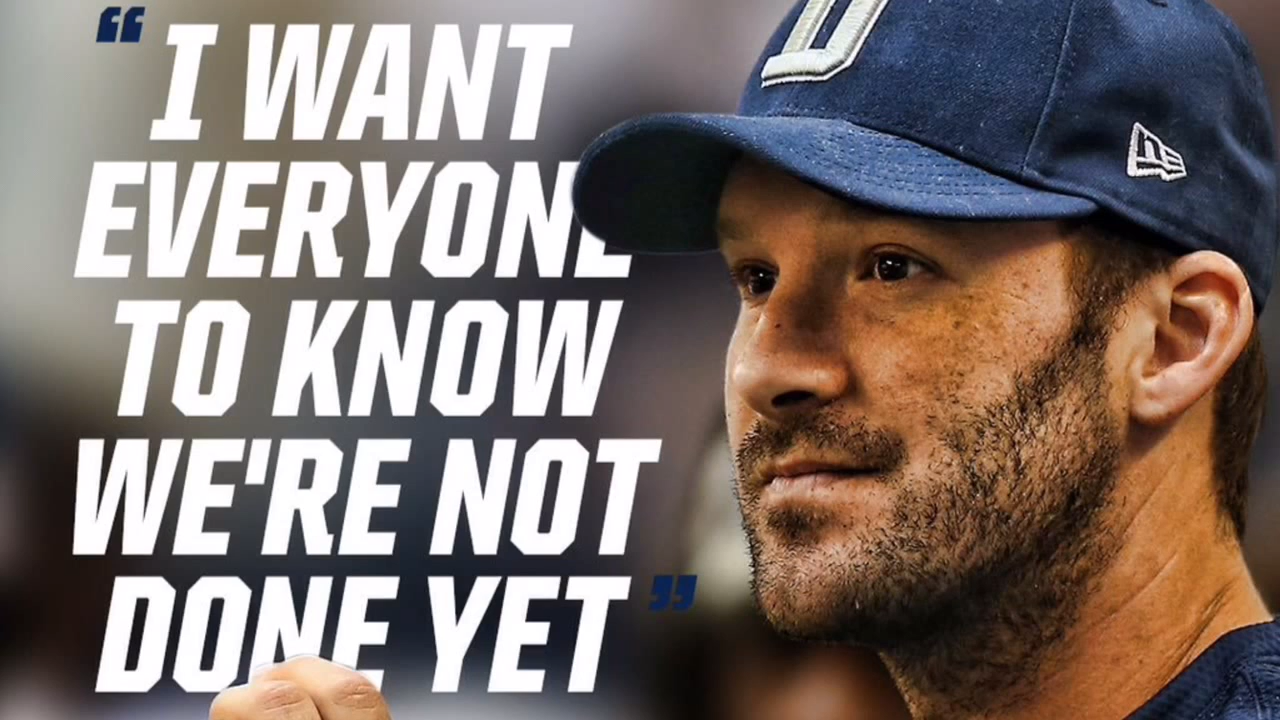 “I WANT
EVERYONE
TO KNOW
WE'RE NOT
DONE YET”